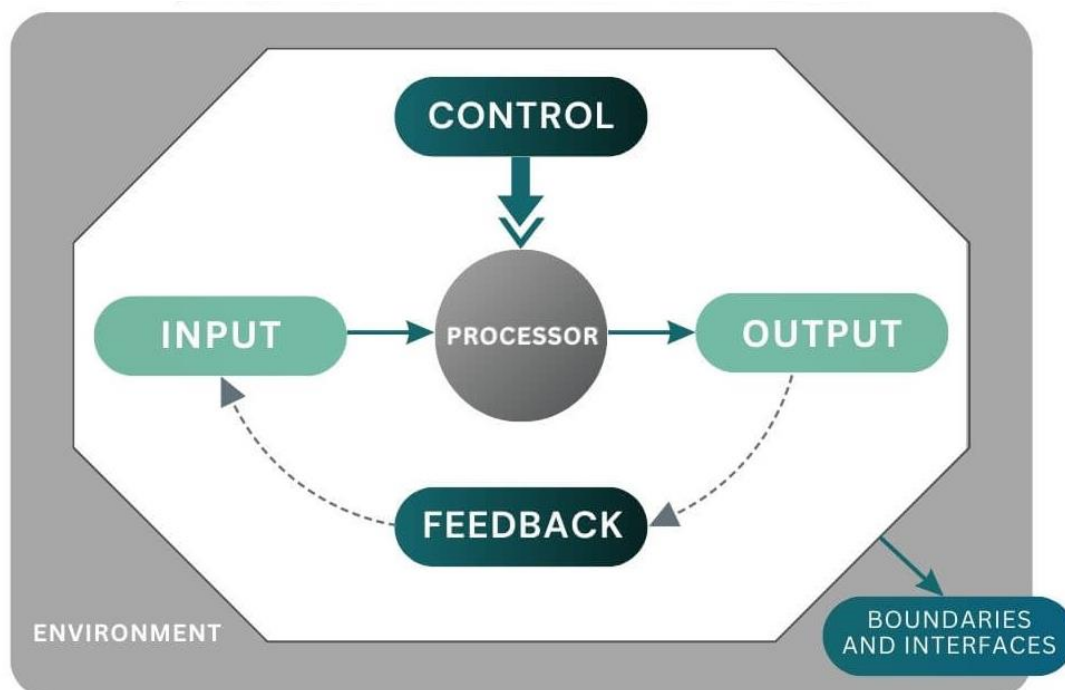 CONTROL
INPUT
PROCESSOR
OUTPUT
FEEDBACK
ENVIRONMENT
BOUNDARIES
AND INTERFACES